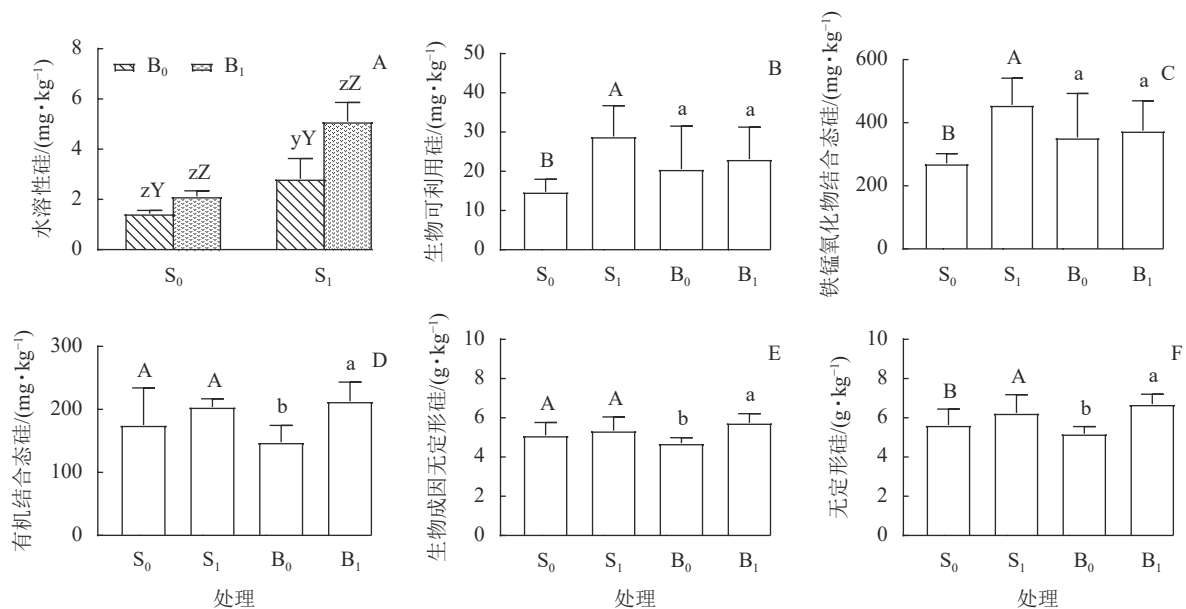 水溶性硅/(mg·kg⁻¹)
8
6
4
2
0
B₀ B₁
A
zY
zZ
yY
zZ
S₀ S₁
生物可利用硅/(mg·kg⁻¹)
50
40
30
20
10
0
B
B
A
a
a
S₀ S₁ B₀ B₁
铁锰氧化物结合态硅/(mg·kg⁻¹)
600
400
200
0
C
B
A
a
a
S₀ S₁ B₀ B₁
有机结合态硅/(mg·kg⁻¹)
300
200
100
0
D
A
A
b
a
S₀ S₁ B₀ B₁
处理
生物成因无定形硅/(g·kg⁻¹)
10
8
6
4
2
0
E
A
A
b
a
S₀ S₁ B₀ B₁
处理
无定形硅/(g·kg⁻¹)
10
8
6
4
2
0
F
B
A
b
a
S₀ S₁ B₀ B₁
处理